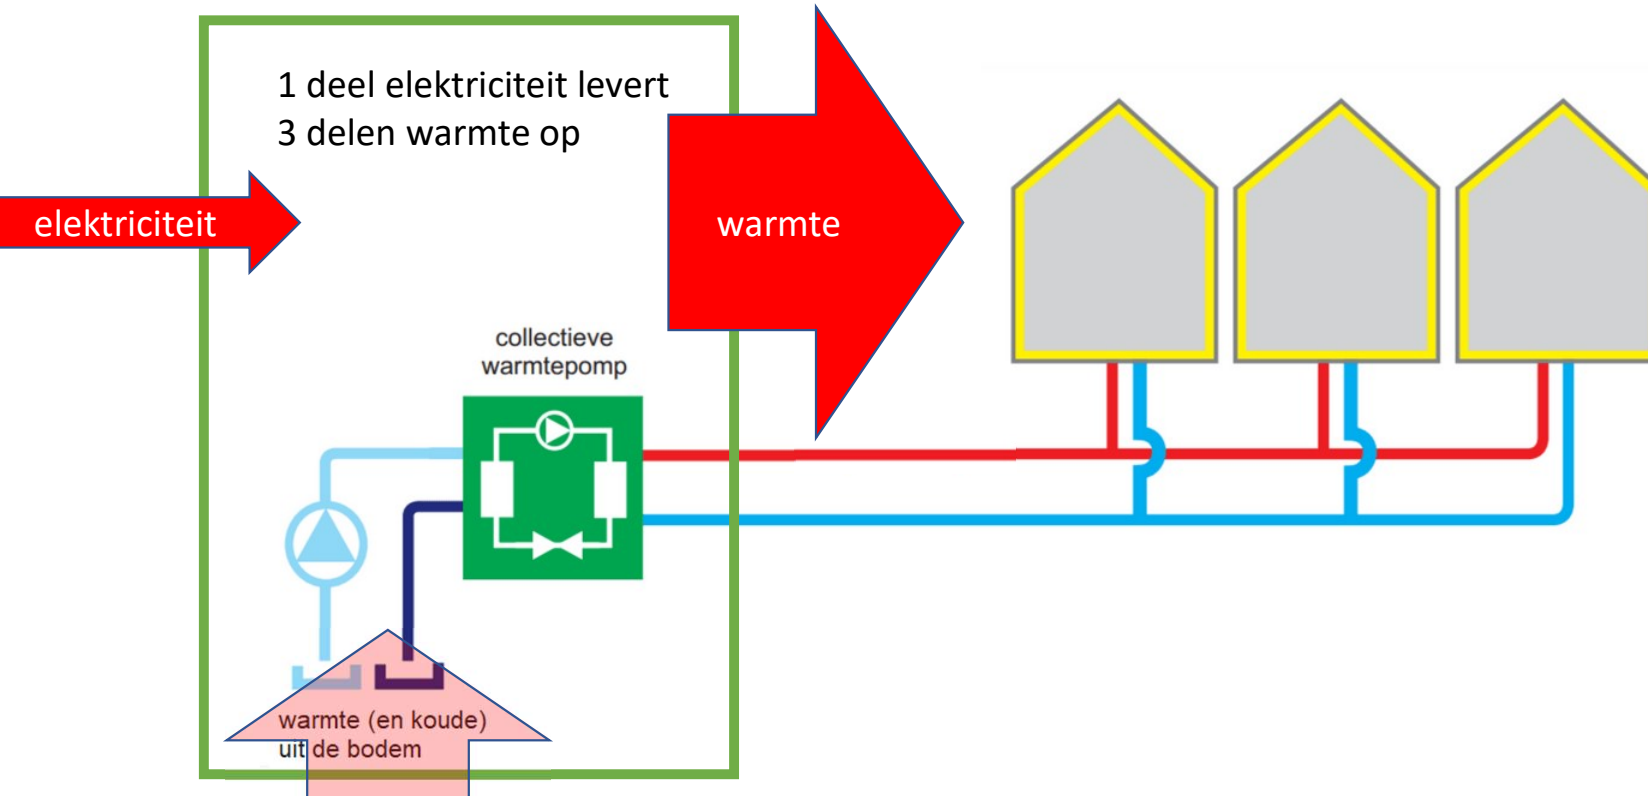 1 deel elektriciteit levert
3 delen warmte op
elektriciteit
warmte
collectieve
warmtepomp
warmte (en koude)
uit de bodem